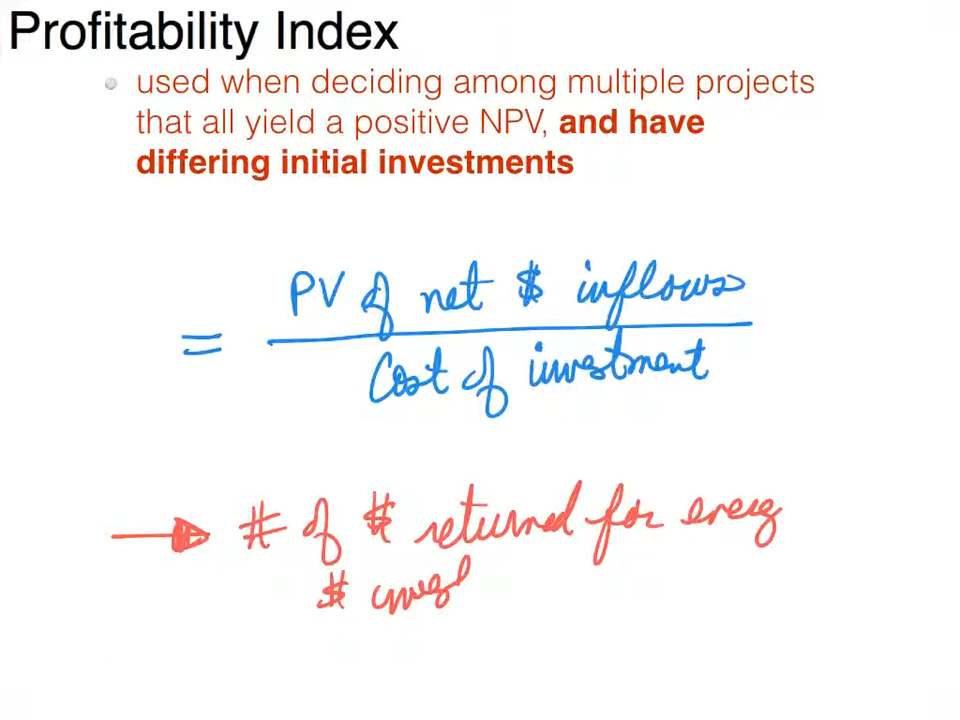 Profitability Index
used when deciding among multiple projects
that all yield a positive NPV, and have
differing initial investments
PV of net $ inflows
=
Cost of investment
# of $ returned for every
$ invest